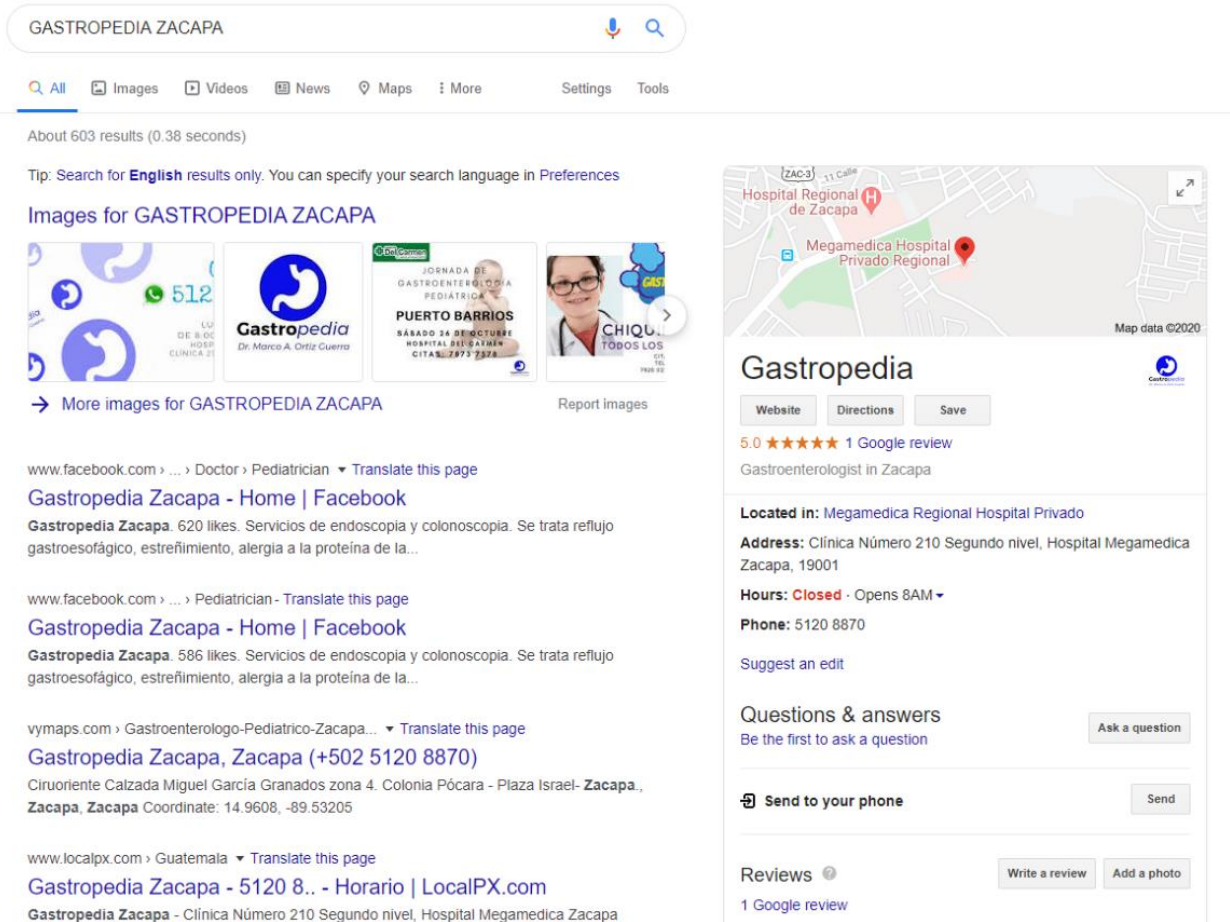 GASTROPEDIA ZACAPA
All Images Videos News Maps More Settings Tools
About 603 results (0.38 seconds)
Tip: Search for English results only. You can specify your search language in Preferences
Images for GASTROPEDIA ZACAPA
512
Gastropedia
Dr. Marco A. Ortiz Guerra
JORNADA DE
GASTROENTEROLOGIA
PEDIÁTRICA
PUERTO BARRIOS
SÁBADO 26 DE OCTUBRE
HOSPITAL DEL CARMEN
CITAS: 7873 7378
GAST
CHIQU
TODOS LOS
More images for GASTROPEDIA ZACAPA Report images
www.facebook.com › ... › Doctor › Pediatrician ▾ Translate this page
Gastropedia Zacapa - Home | Facebook
Gastropedia Zacapa. 620 likes. Servicios de endoscopia y colonoscopia. Se trata reflujo
gastroesofágico, estreñimiento, alergia a la proteína de la...
www.facebook.com › ... › Pediatrician - Translate this page
Gastropedia Zacapa - Home | Facebook
Gastropedia Zacapa. 586 likes. Servicios de endoscopia y colonoscopia. Se trata reflujo
gastroesofágico, estreñimiento, alergia a la proteína de la...
vymaps.com › Gastroenterologo-Pediatrico-Zacapa... ▾ Translate this page
Gastropedia Zacapa, Zacapa (+502 5120 8870)
Ciruoriente Calzada Miguel García Granados zona 4. Colonia Pócara - Plaza Israel- Zacapa.,
Zacapa, Zacapa Coordinate: 14.9608, -89.53205
www.localpx.com › Guatemala ▾ Translate this page
Gastropedia Zacapa - 5120 8.. - Horario | LocalPX.com
Gastropedia Zacapa - Clínica Número 210 Segundo nivel, Hospital Megamedica Zacapa
ZAC-3
11 Calle
Hospital Regional
de Zacapa
H
Megamedica Hospital
Privado Regional
Map data ©2020
Gastropedia
Website Directions Save
5.0 ★★★★★ 1 Google review
Gastroenterologist in Zacapa
Located in: Megamedica Regional Hospital Privado
Address: Clínica Número 210 Segundo nivel, Hospital Megamedica
Zacapa, 19001
Hours: Closed · Opens 8AM ▾
Phone: 5120 8870
Suggest an edit
Questions & answers
Be the first to ask a question
Ask a question
Send to your phone Send
Reviews
Write a review Add a photo
1 Google review